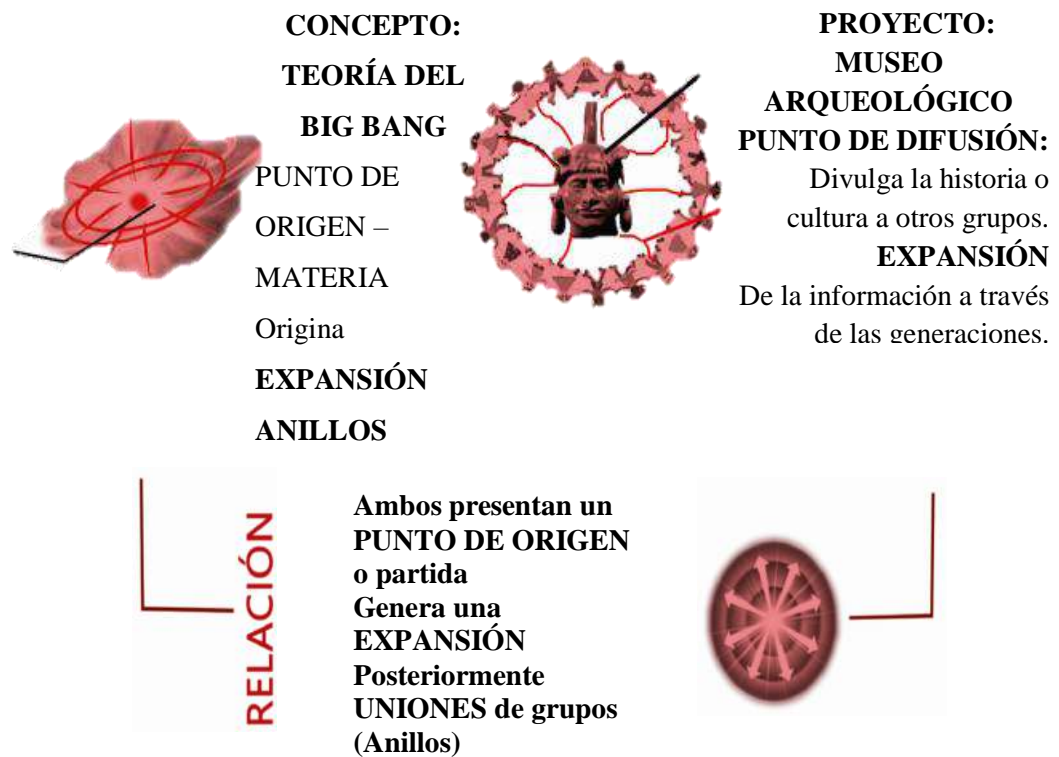 CONCEPTO:
TEORÍA DEL
BIG BANG
PUNTO DE
ORIGEN –
MATERIA
Origina
EXPANSIÓN
ANILLOS
PROYECTO:
MUSEO
ARQUEOLÓGICO
PUNTO DE DIFUSIÓN:
Divulga la historia o
cultura a otros grupos.
EXPANSIÓN
De la información a través
de las generaciones.
RELACIÓN
Ambos presentan un
PUNTO DE ORIGEN
o partida
Genera una
EXPANSIÓN
Posteriormente
UNIONES de grupos
(Anillos)